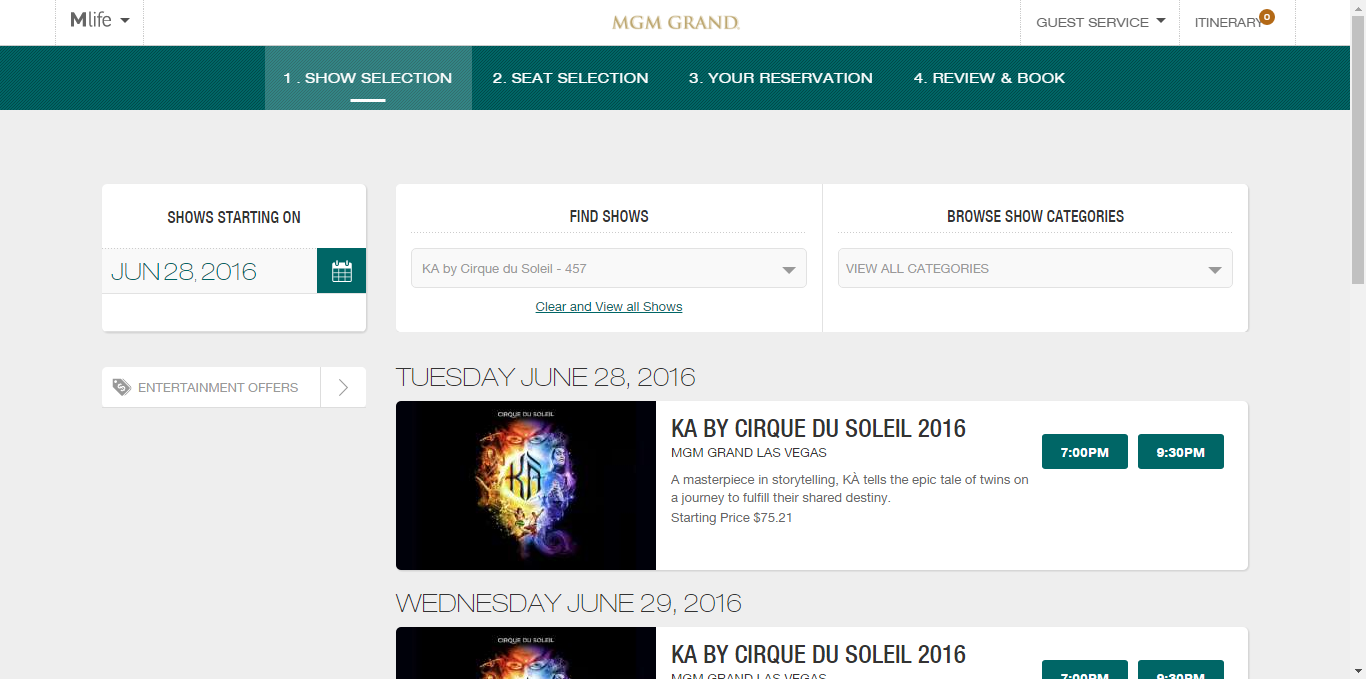 Mlife
MGM GRAND.
GUEST SERVICE
ITINERARY
0
1 . SHOW SELECTION
2. SEAT SELECTION
3. YOUR RESERVATION
4. REVIEW & BOOK
SHOWS STARTING ON
JUN 28, 2016
FIND SHOWS
KA by Cirque du Soleil - 457
Clear and View all Shows
BROWSE SHOW CATEGORIES
VIEW ALL CATEGORIES
ENTERTAINMENT OFFERS
TUESDAY JUNE 28, 2016
CIRQUE DU SOLEIL
KÀ
KA BY CIRQUE DU SOLEIL 2016
MGM GRAND LAS VEGAS
A masterpiece in storytelling, KÀ tells the epic tale of twins on
a journey to fulfill their shared destiny.
Starting Price $75.21
7:00PM
9:30PM
WEDNESDAY JUNE 29, 2016
CIRQUE DU SOLEIL
KA BY CIRQUE DU SOLEIL 2016
MGM GRAND LAS VEGAS
7:00PM
9:30PM